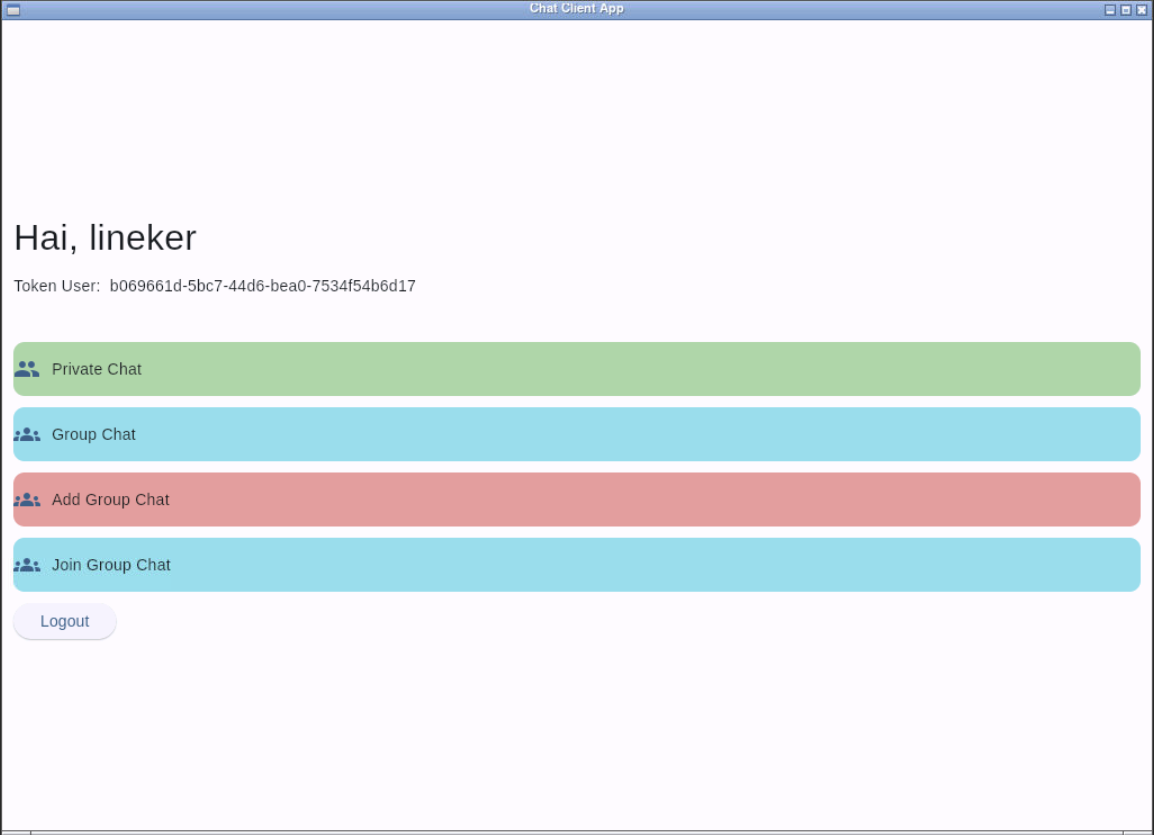 Chat Client App
Hai, lineker
Token User: b069661d-5bc7-44d6-bea0-7534f54b6d17
Private Chat
Group Chat
Add Group Chat
Join Group Chat
Logout